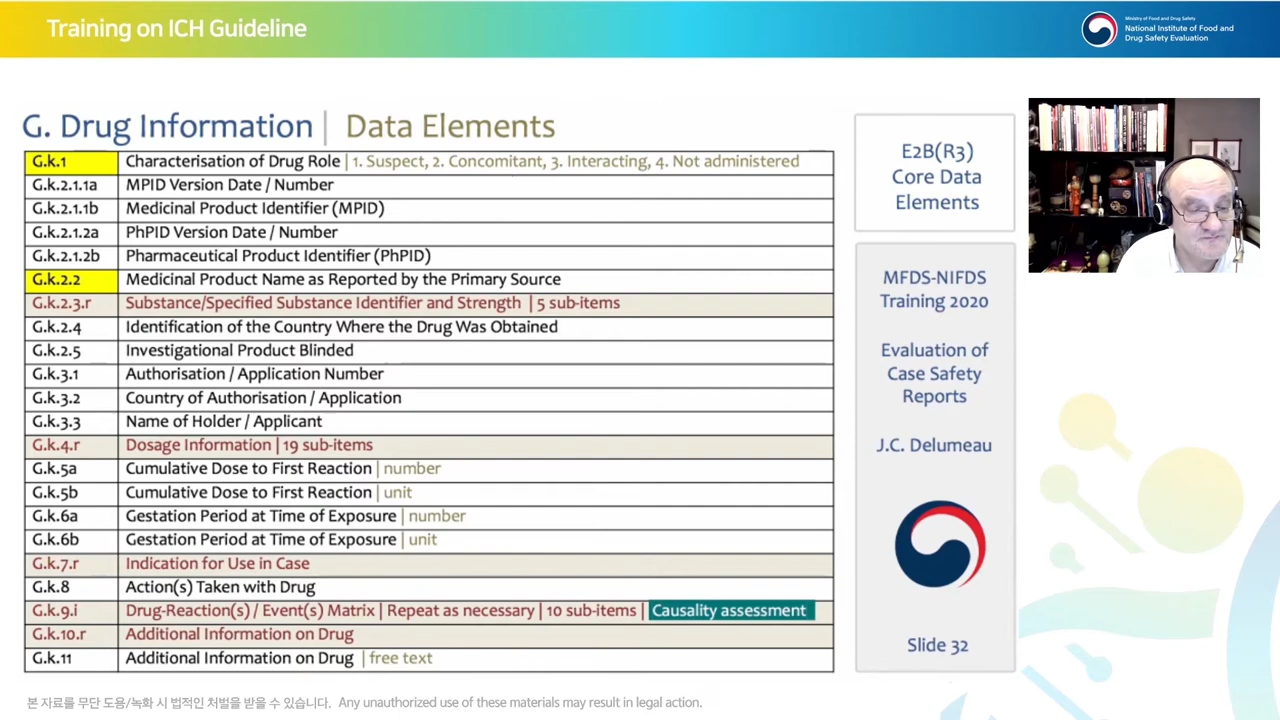 Training on ICH Guideline
Ministry of Food and Drug Safety
National Institute of Food and
Drug Safety Evaluation
G. Drug Information | Data Elements
G.k.1 Characterisation of Drug Role | 1. Suspect, 2. Concomitant, 3. Interacting, 4. Not administered
G.k.2.1.1a MPID Version Date / Number
G.k.2.1.1b Medicinal Product Identifier (MPID)
G.k.2.1.2a PhPID Version Date / Number
G.k.2.1.2b Pharmaceutical Product Identifier (PhPID)
G.k.2.2 Medicinal Product Name as Reported by the Primary Source
G.k.2.3.r Substance/Specified Substance Identifier and Strength | 5 sub-items
G.k.2.4 Identification of the Country Where the Drug Was Obtained
G.k.2.5 Investigational Product Blinded
G.k.3.1 Authorisation / Application Number
G.k.3.2 Country of Authorisation / Application
G.k.3.3 Name of Holder / Applicant
G.k.4.r Dosage Information | 19 sub-items
G.k.5a Cumulative Dose to First Reaction | number
G.k.5b Cumulative Dose to First Reaction | unit
G.k.6a Gestation Period at Time of Exposure | number
G.k.6b Gestation Period at Time of Exposure | unit
G.k.7.r Indication for Use in Case
G.k.8 Action(s) Taken with Drug
G.k.9.i Drug-Reaction(s) / Event(s) Matrix | Repeat as necessary | 10 sub-items | Causality assessment
G.k.10.r Additional Information on Drug
G.k.11 Additional Information on Drug | free text
E2B(R3)
Core Data
Elements
MFDS-NIFDS
Training 2020
Evaluation of
Case Safety
Reports
J.C. Delumeau
Slide 32
본 자료를 무단 도용/녹화 시 법적인 처벌을 받을 수 있습니다. Any unauthorized use of these materials may result in legal action.